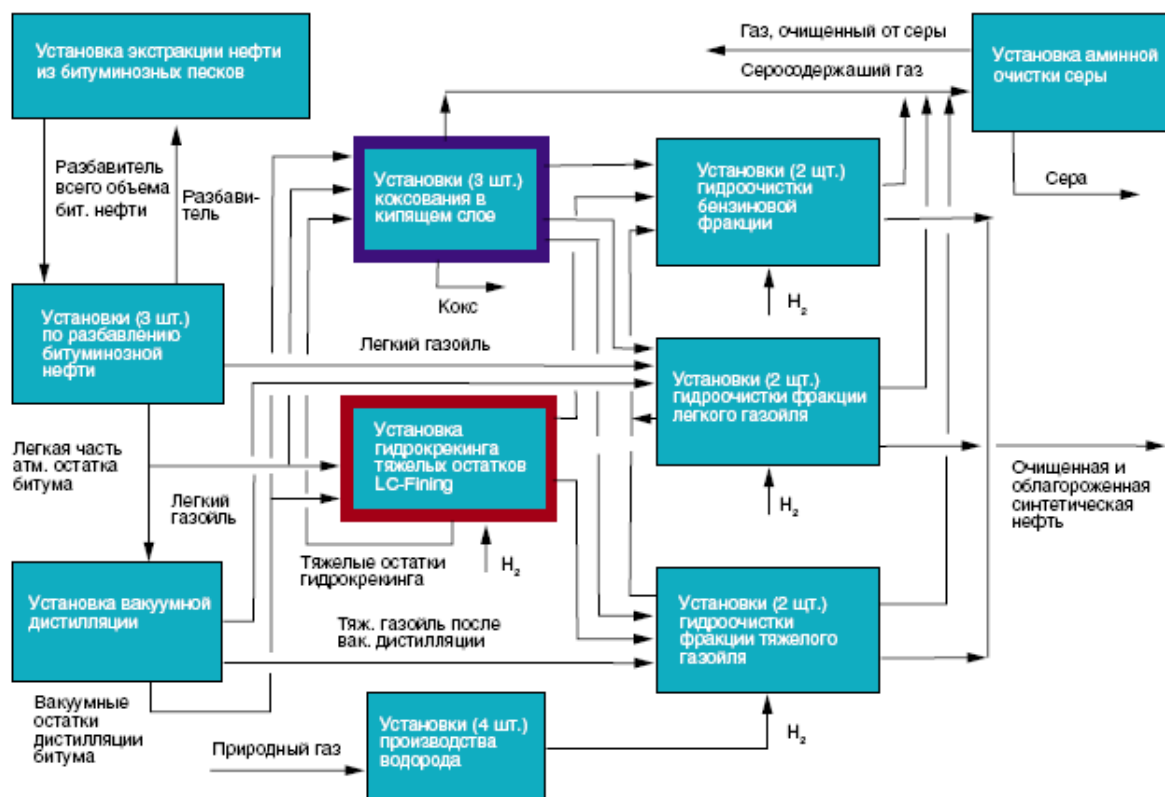 Установка экстракции нефти
из битуминозных песков
Газ, очищенный от серы
Серосодержащий газ
Установка аминной
очистки серы
Сера
Разбавитель
всего объема
бит. нефти
Разбави-
тель
Установки (3 шт.)
коксования в
кипящем слое
Кокс
Установки (2 щт.)
гидроочистки
бензиновой
фракции
H2
Установки (3 шт.)
по разбавлению
битуминозной
нефти
Легкий газойль
Установки (2 щт.)
гидроочистки фракции
легкого газойля
H2
Легкая часть
атм. остатка
битума
Легкий
газойль
Установка
гидрокрекинга
тяжелых остатков
LC-Fining
Тяжелые остатки
гидрокрекинга
H2
Очищенная и
облагороженная
синтетическая
нефть
Установка вакуумной
дистилляции
Тяж. газойль после
вак. дистилляции
Установки (2 щт.)
гидроочистки
фракции тяжелого
газойля
H2
Вакуумные
остатки
дистилляции
битума
Природный газ
Установки (4 шт.)
производства
водорода